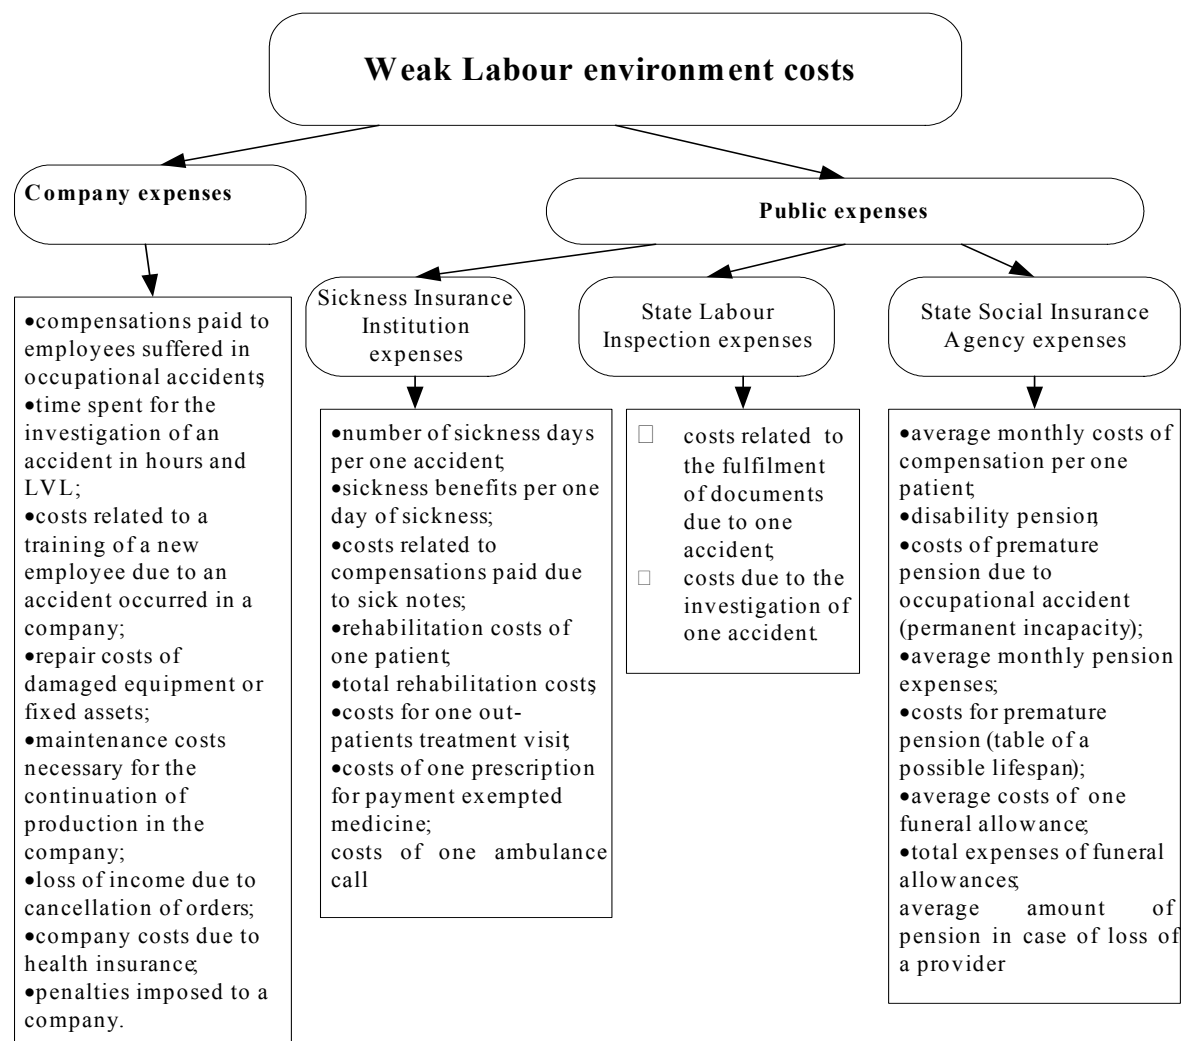 Weak Labour environment costs
Company expenses
Public expenses
Sickness Insurance
Institution
expenses
State Labour
Inspection expenses
State Social Insurance
Agency expenses
•compensations paid to
employees suffered in
occupational accidents;
•time spent for the
investigation of an
accident in hours and
LVL;
•costs related to a
training of a new
employee due to an
accident occurred in a
company;
•repair costs of
damaged equipment or
fixed assets;
•maintenance costs
necessary for the
continuation of
production in the
company;
•loss of income due to
cancellation of orders;
•company costs due to
health insurance;
•penalties imposed to a
company.
•number of sickness days
per one accident;
•sickness benefits per one
day of sickness;
•costs related to
compensations paid due
to sick notes;
•rehabilitation costs of
one patient;
•total rehabilitation costs;
•costs for one out-
patients treatment visit;
•costs of one prescription
for payment exempted
medicine;
costs of one ambulance
call
□ costs related to
the fulfilment
of documents
due to one
accident;
□ costs due to the
investigation of
one accident.
•average monthly costs of
compensation per one
patient;
•disability pension;
•costs of premature
pension due to
occupational accident
(permanent incapacity);
•average monthly pension
expenses;
•costs for premature
pension (table of a
possible lifespan);
•average costs of one
funeral allowance;
•total expenses of funeral
allowances;
average amount of
pension in case of loss of
a provider